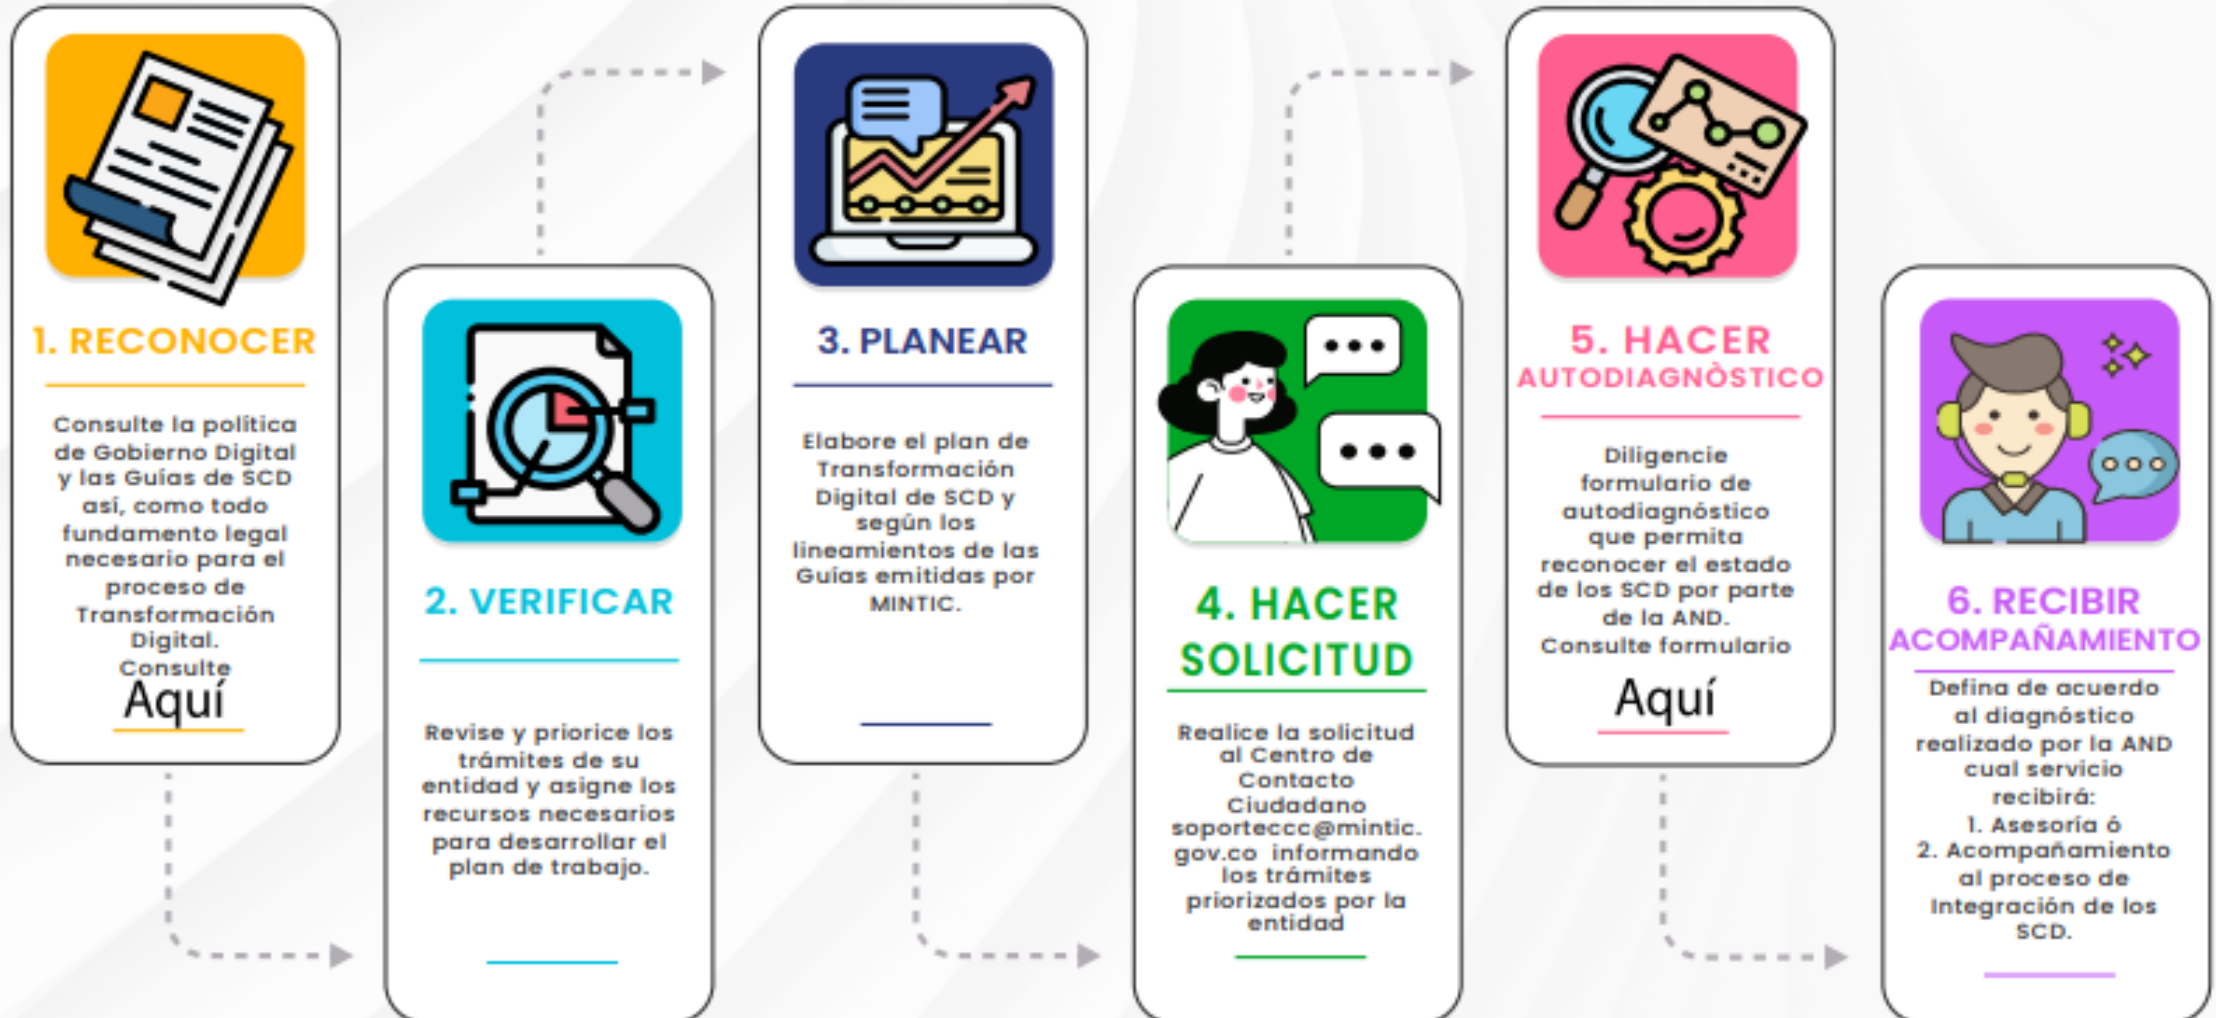 1. RECONOCER
Consulte la política
de Gobierno Digital
y las Guías de SCD
así, como todo
fundamento legal
necesario para el
proceso de
Transformación
Digital.
Consulte
Aquí
2. VERIFICAR
Revise y priorice los
trámites de su
entidad y asigne los
recursos necesarios
para desarrollar el
plan de trabajo.
3. PLANEAR
Elabore el plan de
Transformación
Digital de SCD y
según los
lineamientos de las
Guías emitidas por
MINTIC.
4. HACER
SOLICITUD
Realice la solicitud
al Centro de
Contacto
Ciudadano
soporteccc@mintic.
gov.co informando
los trámites
priorizados por la
entidad
5. HACER
AUTODIAGNÒSTICO
Diligencie
formulario de
autodiagnóstico
que permita
reconocer el estado
de los SCD por parte
de la AND.
Consulte formulario
Aquí
6. RECIBIR
ACOMPAÑAMIENTO
Defina de acuerdo
al diagnóstico
realizado por la AND
cual servicio
recibirá:
1. Asesoría ó
2. Acompañamiento
al proceso de
Integración de los
SCD.